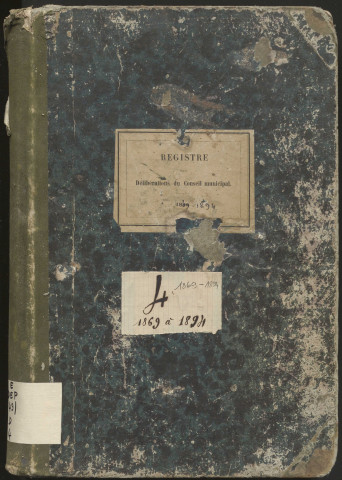 REGISTRE
Délibérations du Conseil municipal.
1869-1894
4
1869 à 1894
E